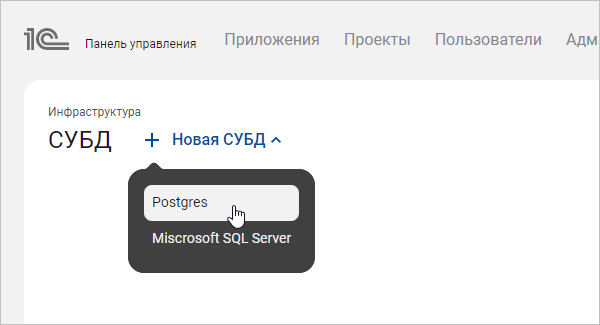 1С Панель управления Приложения Проекты Пользователи Адм
Инфраструктура
СУБД + Новая СУБД
Postgres
Miscrosoft SQL Server